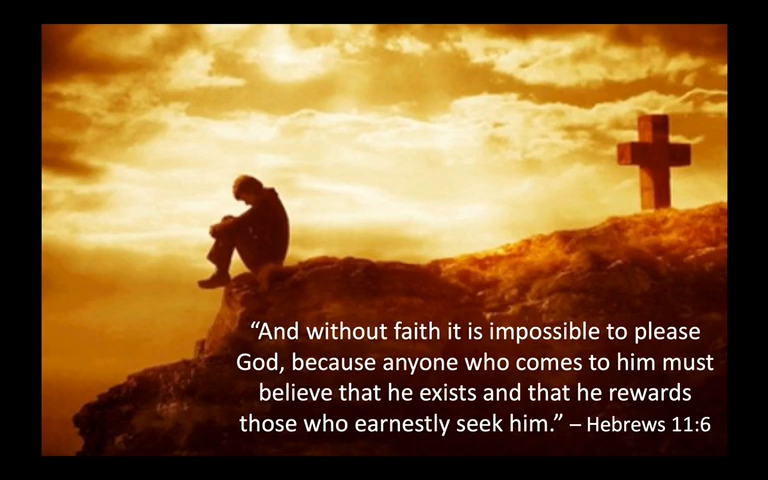 “And without faith it is impossible to please
God, because anyone who comes to him must
believe that he exists and that he rewards
those who earnestly seek him.” – Hebrews 11:6